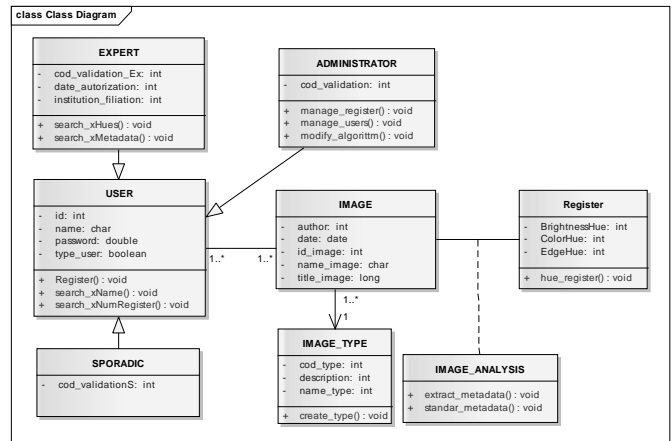 class Class Diagram
EXPERT
- cod_validation_Ex: int
- date_autorization: int
- institution_filiation: int
+ search_xHues() : void
+ search_xMetadata() : void
ADMINISTRATOR
- cod_validation: int
+ manage_register() : void
+ manage_users() : void
+ modify_algorittm() : void
USER
- id: int
- name: char
- password: double
- type_user: boolean
+ Register() : void
+ search_xName() : void
+ search_xNumRegister() : void
1..*
1..*
IMAGE
- author: int
- date: date
- id_image: int
- name_image: char
- title_image: long
Register
- BrightnessHue: int
- ColorHue: int
- EdgeHue: int
+ hue_register() : void
1..*
1
SPORADIC
- cod_validationS: int
IMAGE_TYPE
- cod_type: int
- description: int
- name_type: int
+ create_type() : void
IMAGE_ANALYSIS
+ extract_metadata() : void
+ standar_metadata() : void